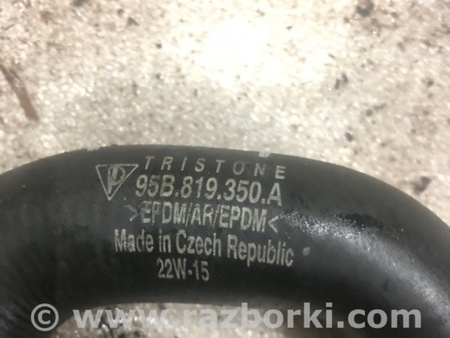 TRISTONE
95B.819.350.A
>EPDM/AR/EPDM<
Made in Czech Republic
22W-15
© www.razborki.com